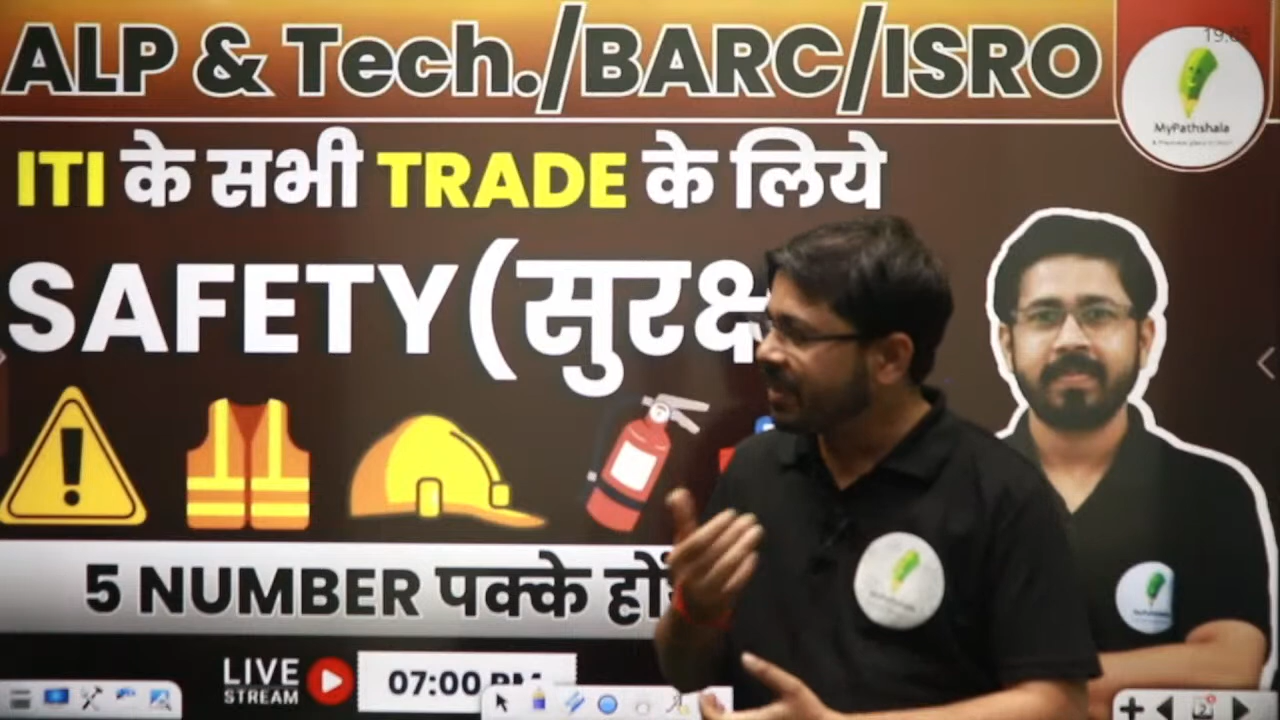 ALP & Tech./BARC/ISRO
MyPathshala
ITI के सभी TRADE के लिये
SAFETY(सुरक्ष
5 NUMBER पक्के
LIVE
STREAM
07:00 PM